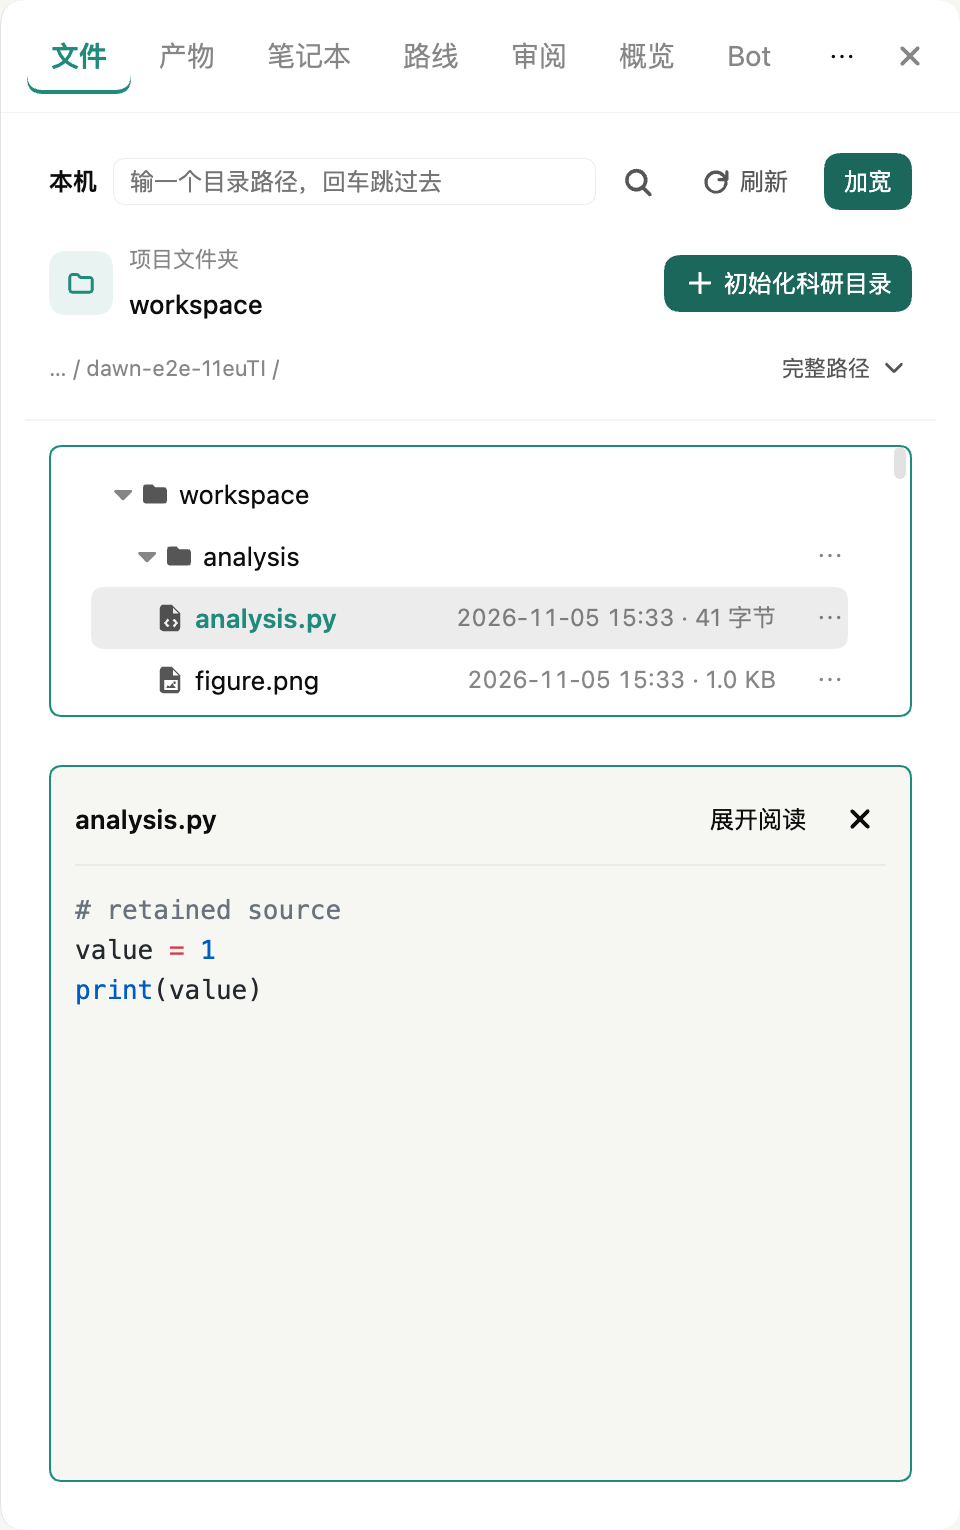 文件 产物 笔记本 路线 审阅 概览 Bot ···
本机 输一个目录路径，回车跳过去 刷新 加宽
项目文件夹
workspace
初始化科研目录
... / dawn-e2e-11euTl / 完整路径
workspace
analysis ···
analysis.py 2026-11-05 15:33 · 41 字节 ···
figure.png 2026-11-05 15:33 · 1.0 KB ···
analysis.py 展开阅读
# retained source
value = 1
print(value)